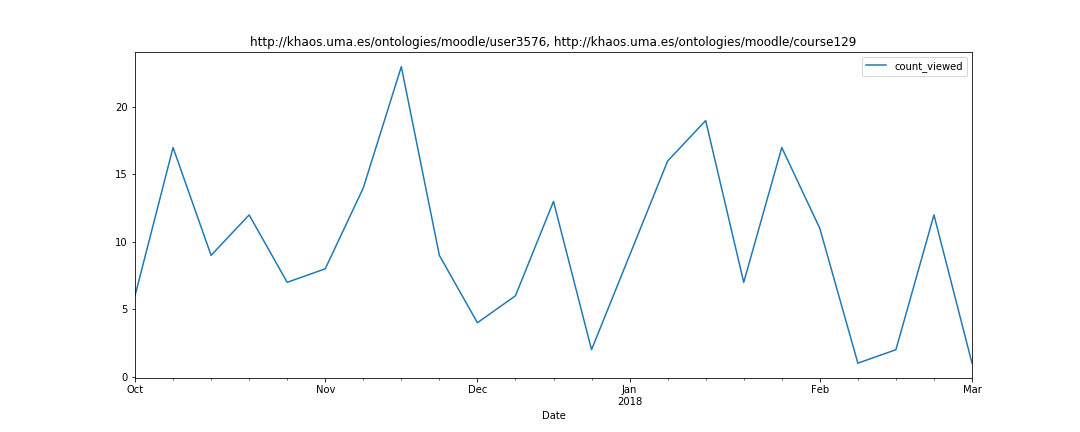 http://khaos.uma.es/ontologies/moodle/user3576, http://khaos.uma.es/ontologies/moodle/course129
count_viewed
20
15
10
5
0
Oct Nov Dec Jan Feb Mar
2018
Date